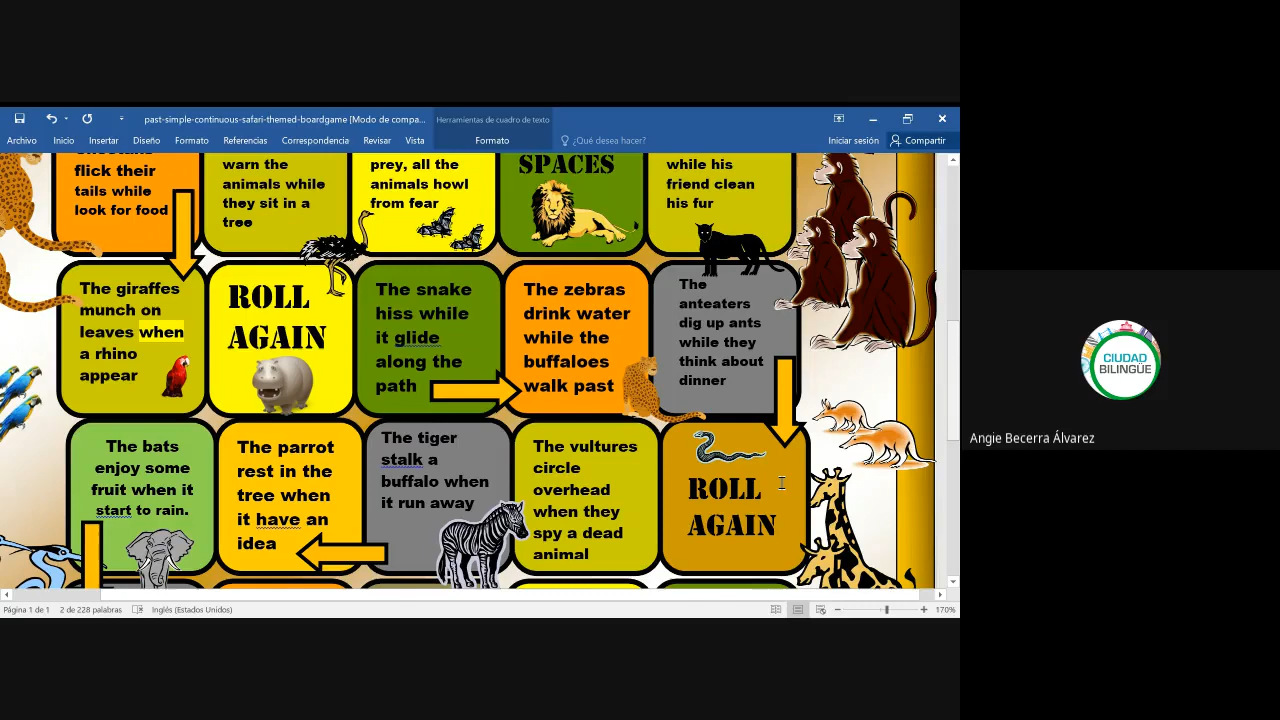 past-simple-continuous-safari-themed-boardgame [Modo de compa...
Herramientas de cuadro de texto
Archivo Inicio Insertar Diseño Formato Referencias Correspondencia Revisar Vista Formato ¿Qué desea hacer? Iniciar sesión Compartir
flick their
tails while
look for food
warn the
animals while
they sit in a
tree
prey, all the
animals howl
from fear
SPACES
while his
friend clean
his fur
The giraffes
munch on
leaves when
a rhino
appear
ROLL
AGAIN
The snake
hiss while
it glide
along the
path
The zebras
drink water
while the
buffaloes
walk past
The
anteaters
dig up ants
while they
think about
dinner
The bats
enjoy some
fruit when it
start to rain.
The parrot
rest in the
tree when
it have an
idea
The tiger
stalk a
buffalo when
it run away
The vultures
circle
overhead
when they
spy a dead
animal
ROLL
AGAIN
Página 1 de 1 2 de 228 palabras Inglés (Estados Unidos) 170%
CIUDAD
BILINGÜE
Angie Becerra Álvarez